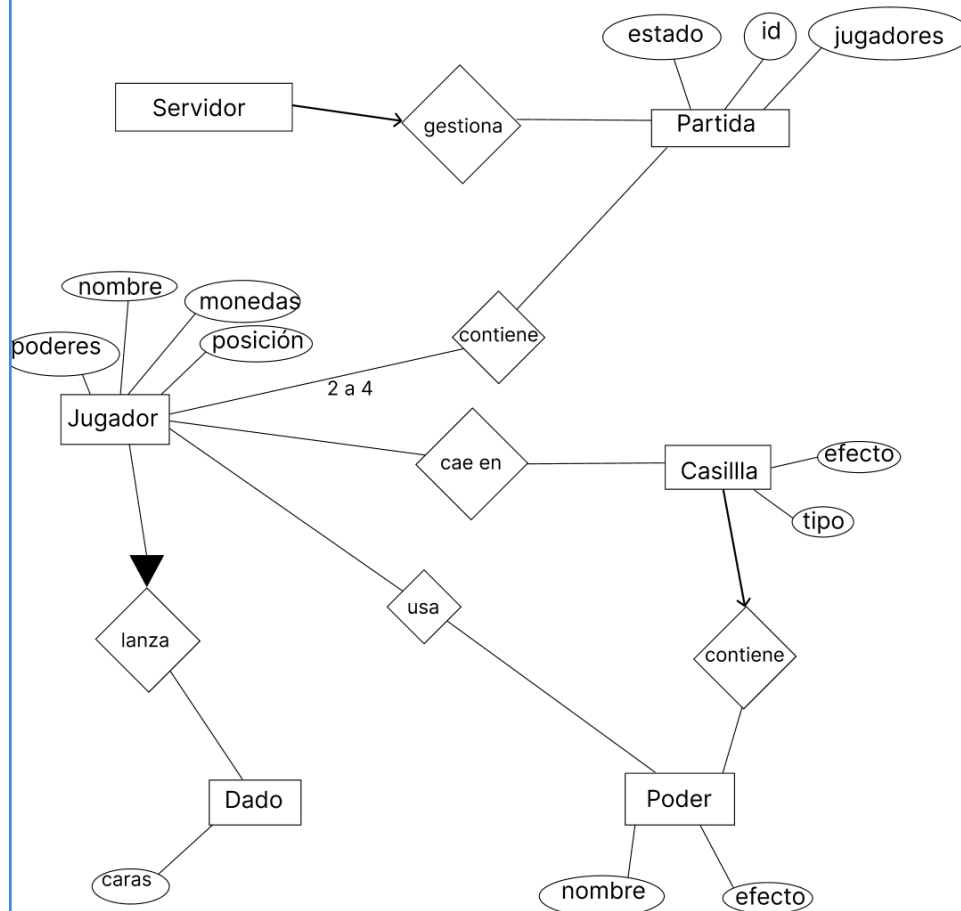 estado
id
jugadores
Servidor
gestiona
Partida
nombre
monedas
poderes
posición
contiene
2 a 4
Jugador
cae en
Casillla
efecto
tipo
usa
lanza
contiene
Dado
Poder
caras
nombre
efecto